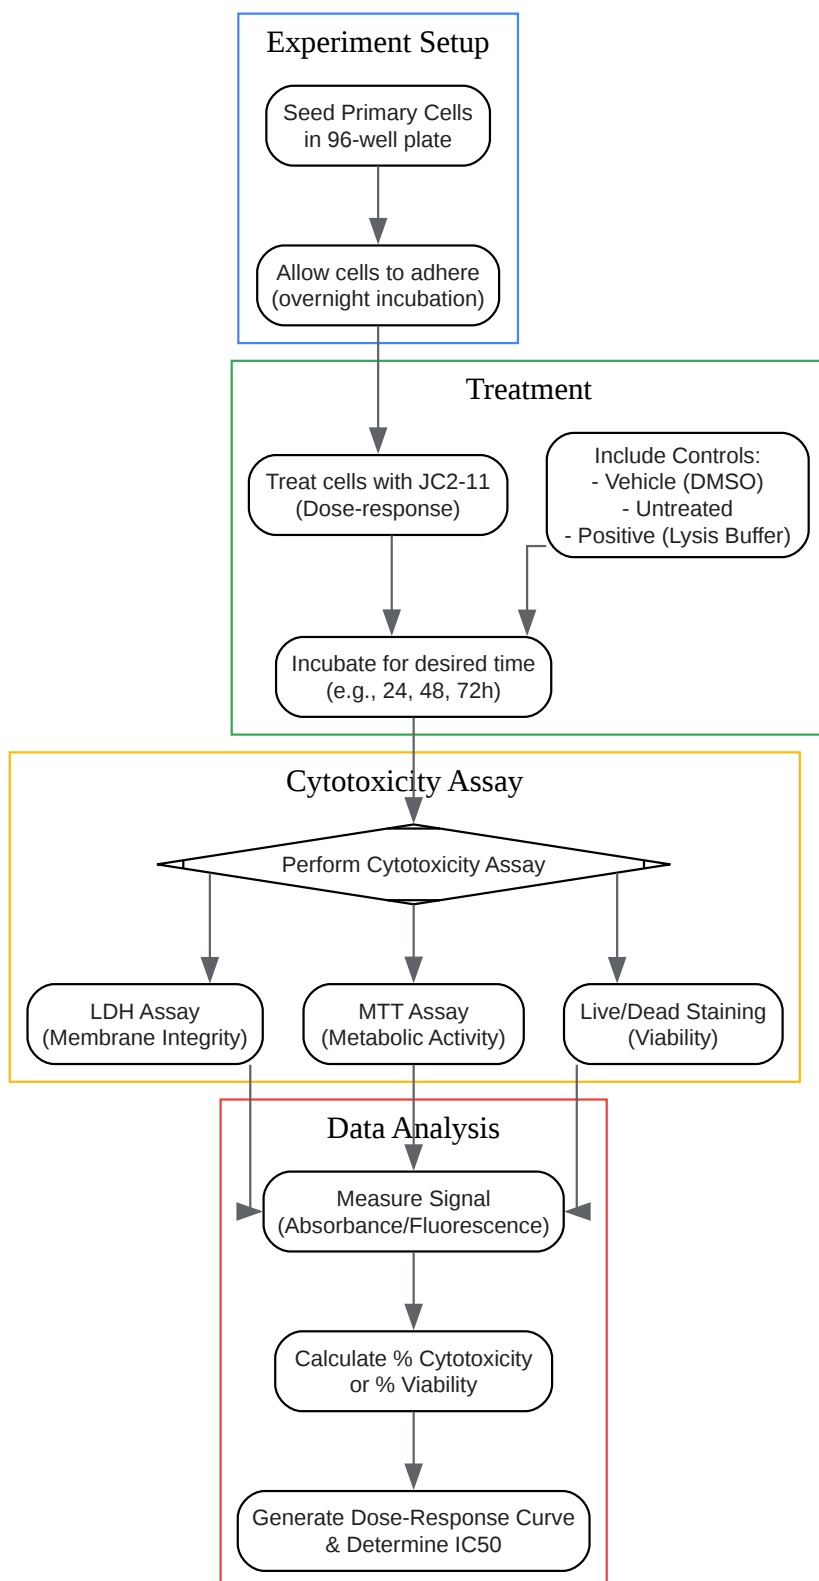 Experiment Setup
Seed Primary Cells
in 96-well plate
Allow cells to adhere
(overnight incubation)
Treatment
Treat cells with JC2-11
(Dose-response)
Include Controls:
- Vehicle (DMSO)
- Untreated
- Positive (Lysis Buffer)
Incubate for desired time
(e.g., 24, 48, 72h)
Cytotoxicity Assay
Perform Cytotoxicity Assay
LDH Assay
(Membrane Integrity)
MTT Assay
(Metabolic Activity)
Live/Dead Staining
(Viability)
Data Analysis
Measure Signal
(Absorbance/Fluorescence)
Calculate % Cytotoxicity
or % Viability
Generate Dose-Response Curve
& Determine IC50